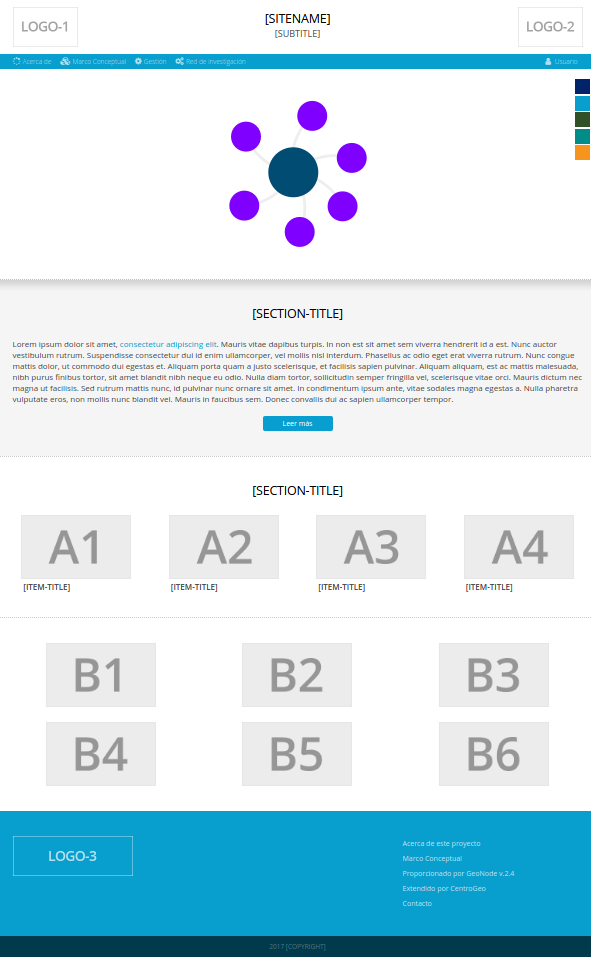 LOGO-1
[SITENAME]
[SUBTITLE]
LOGO-2
Acerca de
Marco Conceptual
Gestión
Red de investigación
Usuario
[SECTION-TITLE]
Lorem ipsum dolor sit amet, consectetur adipiscing elit. Mauris vitae dapibus turpis. In non est sit amet sem viverra hendrerit id a est. Nunc auctor
vestibulum rutrum. Suspendisse consectetur dui id enim ullamcorper, vel mollis nisl interdum. Phasellus ac odio eget erat viverra rutrum. Nunc congue
mattis dolor, ut commodo dui egestas et. Aliquam porta quam a justo scelerisque, et facilisis sapien pulvinar. Aliquam aliquam, est ac mattis malesuada,
nibh purus finibus tortor, sit amet blandit nibh neque eu odio. Nulla diam tortor, sollicitudin semper fringilla vel, scelerisque vitae orci. Mauris dictum nec
magna ut facilisis. Sed rutrum mattis nunc, id pulvinar nunc ornare sit amet. In condimentum ipsum ante, vitae sodales magna egestas a. Nulla pharetra
vulputate eros, non mollis nunc blandit vel. Mauris in faucibus sem. Donec convallis dui ac sapien ullamcorper tempor.
Leer más
[SECTION-TITLE]
A1
A2
A3
A4
[ITEM-TITLE]
[ITEM-TITLE]
[ITEM-TITLE]
[ITEM-TITLE]
B1
B2
B3
B4
B5
B6
LOGO-3
Acerca de este proyecto
Marco Conceptual
Proporcionado por GeoNode v.2.4
Extendido por CentroGeo
Contacto
2017 [COPYRIGHT]